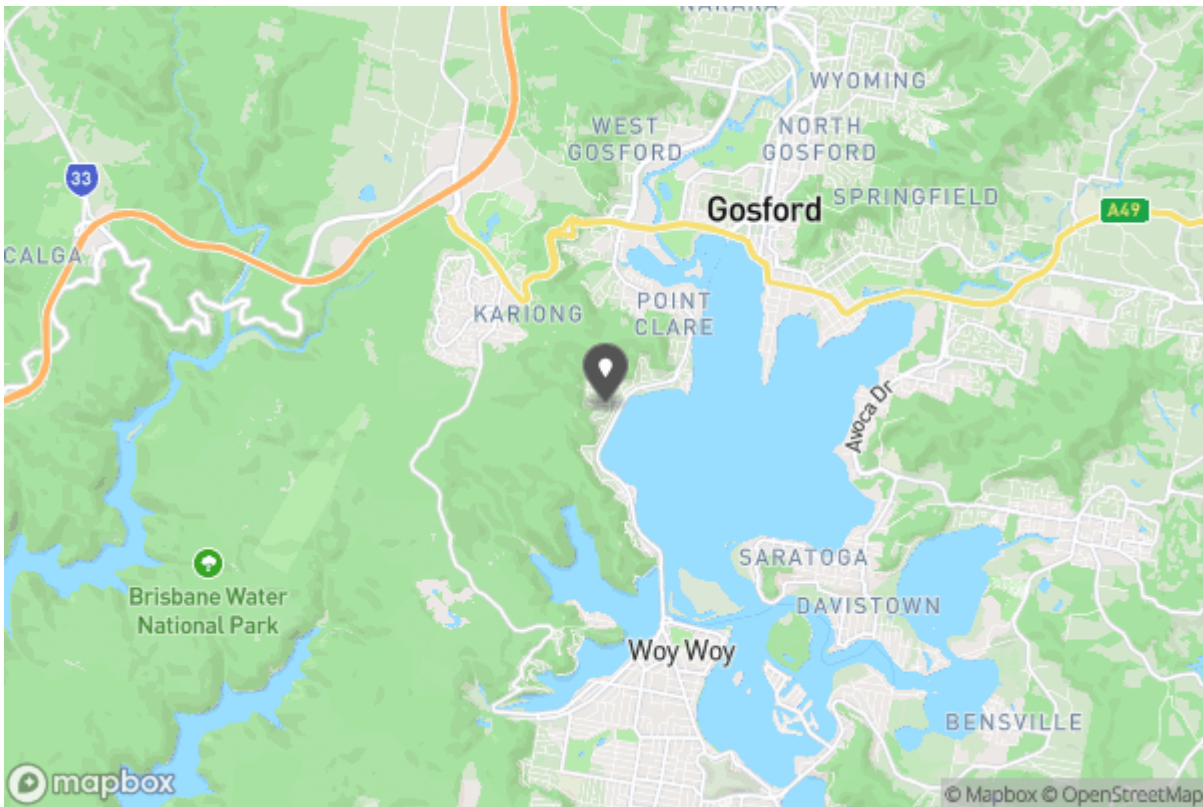 NARARA
WYOMING
WEST
GOSFORD
NORTH
GOSFORD
33
SPRINGFIELD
Gosford
A49
CALGA
KARIONG
POINT
CLARE
Avoca Dr
Brisbane Water
National Park
SARATOGA
DAVISTOWN
Woy Woy
BENSVILLE
mapbox
© Mapbox © OpenStreetMap